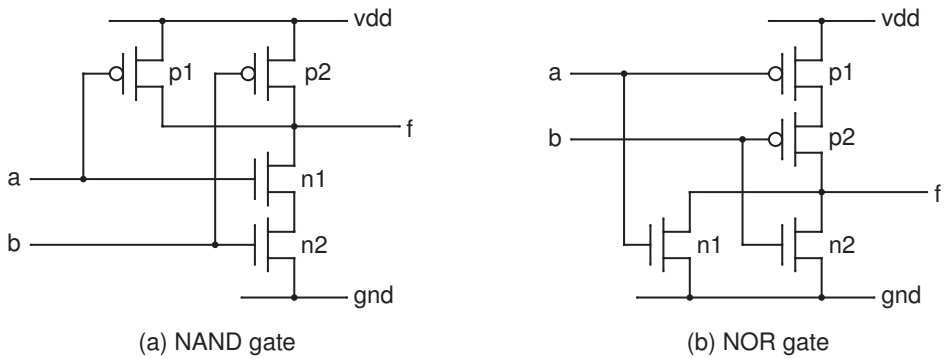 vdd
p1
p2
f
a
n1
b
n2
gnd
(a) NAND gate
vdd
a
p1
b
p2
f
n1
n2
gnd
(b) NOR gate